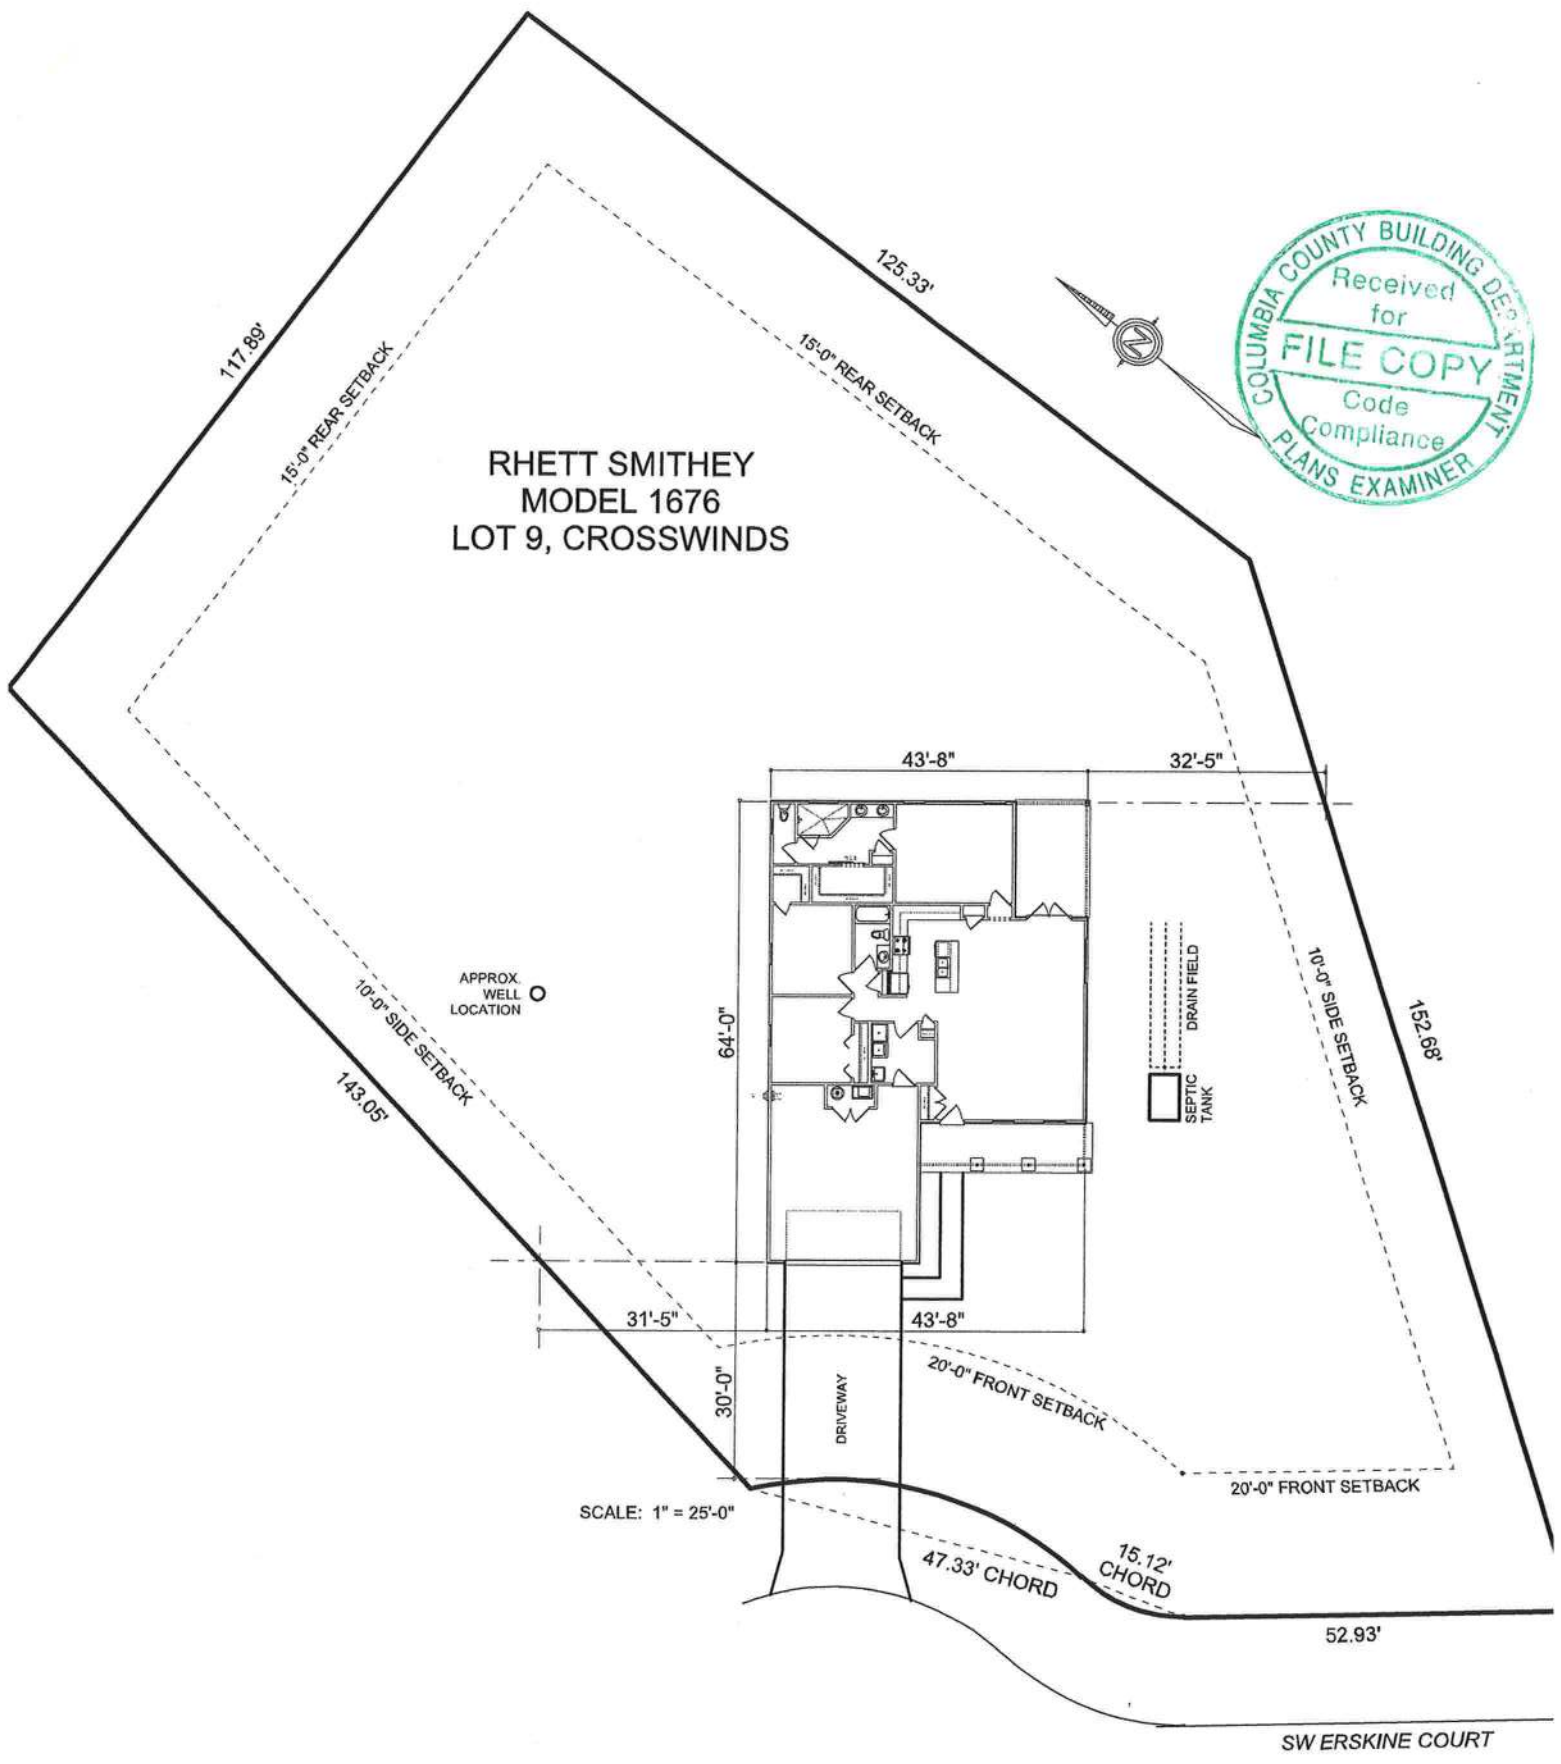 125.33'
117.89'
15'-0" REAR SETBACK
15'-0" REAR SETBACK
COLUMBIA COUNTY BUILDING DEPARTMENT
Received
for
FILE COPY
Code
Compliance
PLANS EXAMINER
N
RHETT SMITHEY
MODEL 1676
LOT 9, CROSSWINDS
43'-8"
32'-5"
APPROX.
WELL
LOCATION
10'-0" SIDE SETBACK
143.05'
64'-0"
DRAIN FIELD
SEPTIC
TANK
10'-0" SIDE SETBACK
152.68'
31'-5"
43'-8"
30'-0"
DRIVEWAY
20'-0" FRONT SETBACK
20'-0" FRONT SETBACK
SCALE: 1" = 25'-0"
47.33' CHORD
15.12'
CHORD
52.93'
SW ERSKINE COURT